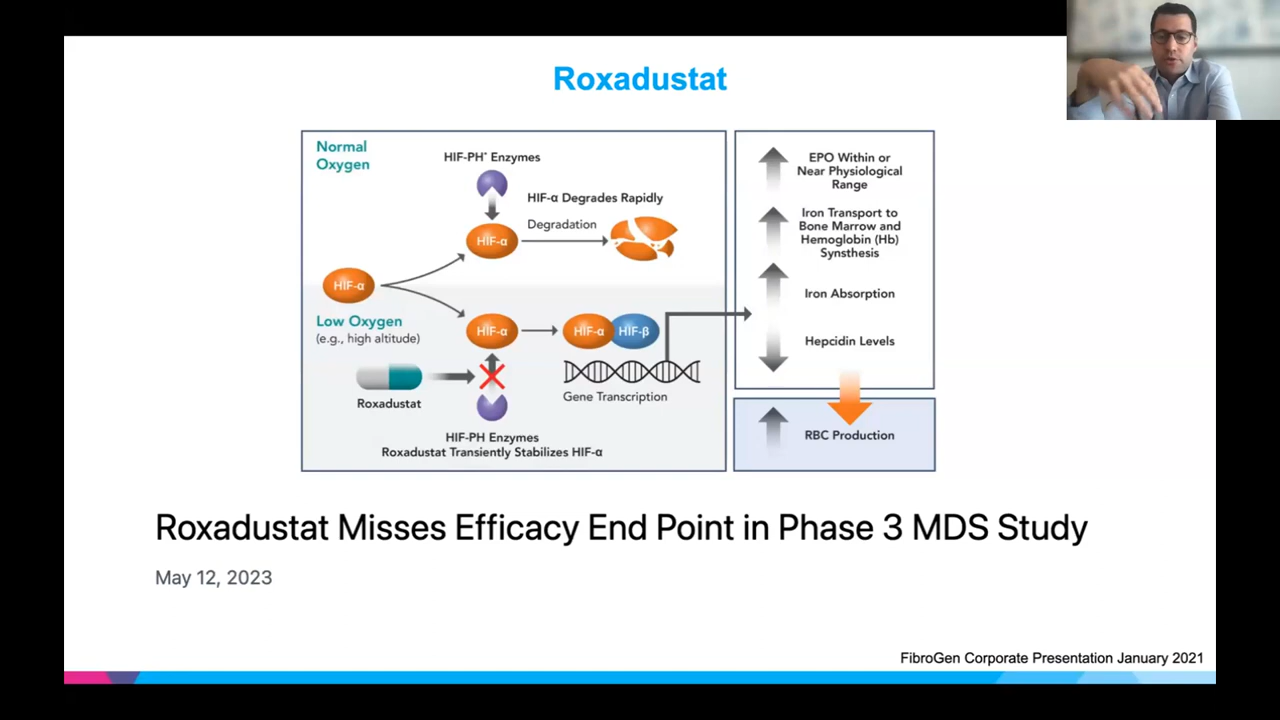 Roxadustat
Normal
Oxygen
HIF-PH* Enzymes
HIF-α Degrades Rapidly
Degradation
HIF-α
HIF-α
Low Oxygen
(e.g., high altitude)
HIF-α
HIF-α
HIF-β
Roxadustat
Gene Transcription
HIF-PH Enzymes
Roxadustat Transiently Stabilizes HIF-α
EPO Within or
Near Physiological
Range
Iron Transport to
Bone Marrow and
Hemoglobin (Hb)
Synsthesis
Iron Absorption
Hepcidin Levels
RBC Production
Roxadustat Misses Efficacy End Point in Phase 3 MDS Study
May 12, 2023
FibroGen Corporate Presentation January 2021